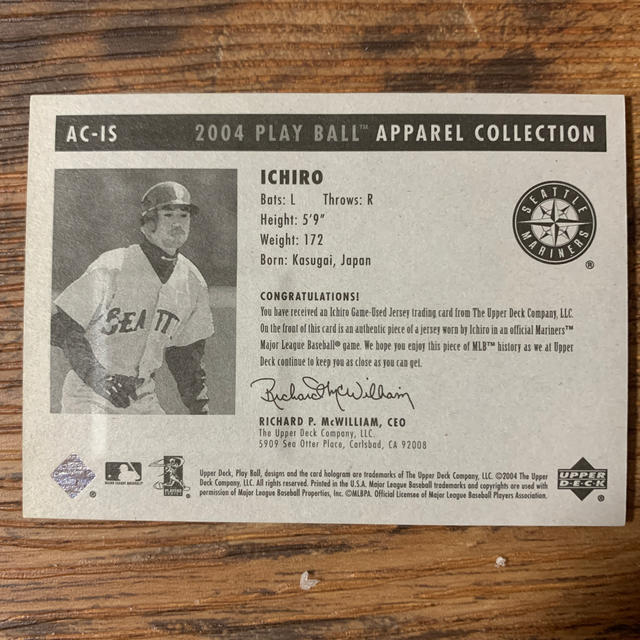 AC-IS 2004 PLAY BALL™ APPAREL COLLECTION
ICHIRO
Bats: L Throws: R
Height: 5'9"
Weight: 172
Born: Kasugai, Japan
SEATTLE
MARINERS
®
SEATTL
CONGRATULATIONS!
You have received an Ichiro Game-Used Jersey trading card from The Upper Deck Company, LLC.
On the front of this card is an authentic piece of a jersey worn by Ichiro in an official Mariners™
Major League Baseball® game. We hope you enjoy this piece of MLB™ history as we at Upper
Deck continue to keep you as close as you can get.
Richard McWilliam
RICHARD P. McWILLIAM, CEO
The Upper Deck Company, LLC.
5909 Sea Otter Place, Carlsbad, CA 92008
Upper Deck, Play Ball, designs and the card hologram are trademarks of The Upper Deck Company, LLC. ©2004 The Upper
Deck Company, LLC. All rights reserved. Printed in the U.S.A. Major League Baseball trademarks and copyrights are used with
permission of Major League Baseball Properties, Inc. ©MLBPA. Official Licensee of Major League Baseball Players Association.
®
MAJOR LEAGUE BASEBALL
UPPER
DECK
®